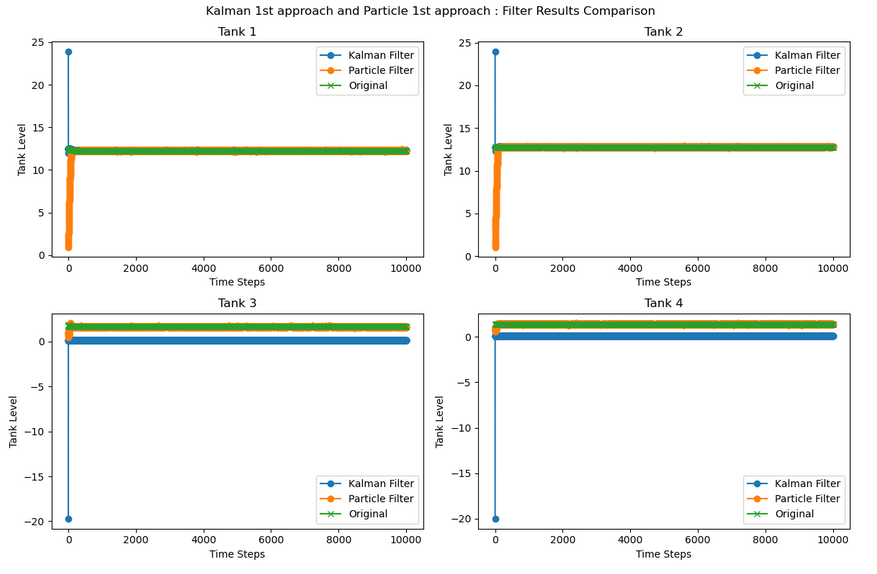 Kalman 1st approach and Particle 1st approach : Filter Results Comparison
Tank 1
25
20
15
10
5
0
Tank Level
0 2000 4000 6000 8000 10000
Time Steps
Kalman Filter
Particle Filter
Original
Tank 2
25
20
15
10
5
0
Tank Level
0 2000 4000 6000 8000 10000
Time Steps
Kalman Filter
Particle Filter
Original
Tank 3
0
−5
−10
−15
−20
Tank Level
0 2000 4000 6000 8000 10000
Time Steps
Kalman Filter
Particle Filter
Original
Tank 4
0
−5
−10
−15
−20
Tank Level
0 2000 4000 6000 8000 10000
Time Steps
Kalman Filter
Particle Filter
Original